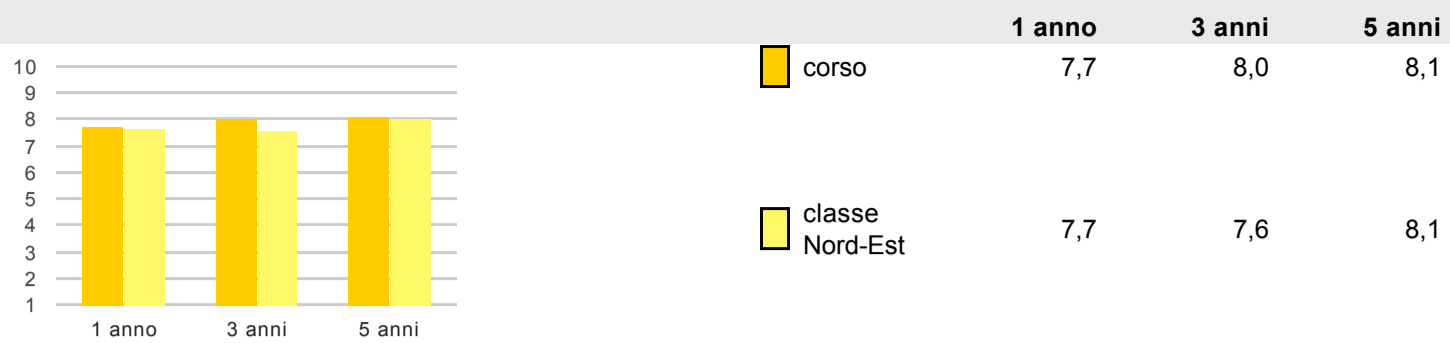 1 anno 3 anni 5 anni
corso 7,7 8,0 8,1
classe
Nord-Est 7,7 7,6 8,1
10
9
8
7
6
5
4
3
2
1
1 anno 3 anni 5 anni